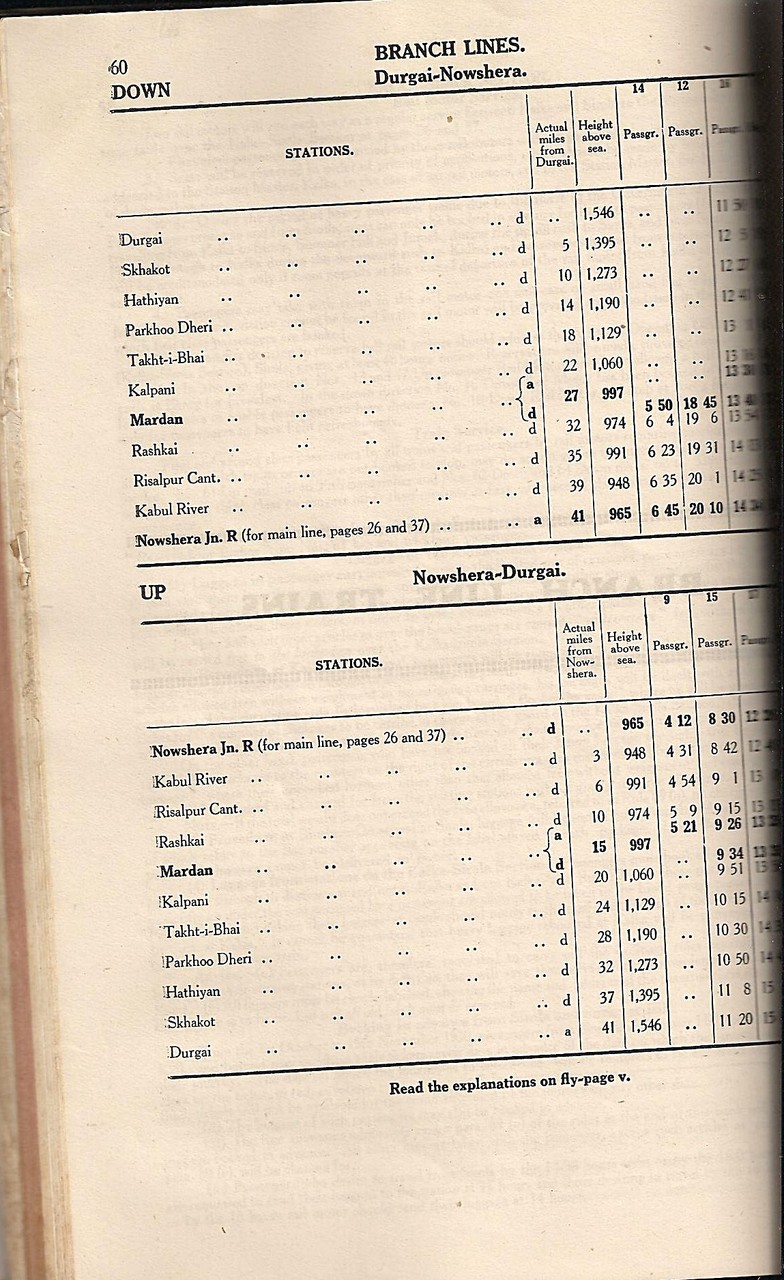 60
BRANCH LINES.
DOWN
Durgai-Nowshera.
STATIONS. Actual miles from Durgai. Height above sea. 14 Passgr. 12 Passgr.
Durgai .. .. .. .. .. d .. 1,546 .. ..
Skhakot .. .. .. .. .. d 5 1,395 .. ..
Hathiyan .. .. .. .. .. d 10 1,273 .. ..
Parkhoo Dheri .. .. .. .. .. d 14 1,190 .. ..
Takht-i-Bhai .. .. .. .. .. d 18 1,129 .. ..
Kalpani .. .. .. .. .. d 22 1,060 .. ..
Mardan .. .. .. .. .. { a 27 997 .. ..
d 5 50 18 45
Rashkai .. .. .. .. d 32 974 6 4 19 6
Risalpur Cant. .. .. .. .. .. d 35 991 6 23 19 31
Kabul River .. .. .. .. .. d 39 948 6 35 20 1
Nowshera Jn. R (for main line, pages 26 and 37) .. .. a 41 965 6 45 20 10
UP
Nowshera-Durgai.
STATIONS. Actual miles from Now-shera. Height above sea. 9 Passgr. 15 Passgr.
Nowshera Jn. R (for main line, pages 26 and 37) .. .. d .. 965 4 12 8 30
Kabul River .. .. .. .. d 3 948 4 31 8 42
Risalpur Cant. .. .. .. .. d 6 991 4 54 9 1
Rashkai .. .. .. .. d 10 974 5 9 9 15
Mardan .. .. .. .. .. { a 15 997 5 21 9 26
d .. 9 34
Kalpani .. .. .. .. .. d 20 1,060 .. 9 51
Takht-i-Bhai .. .. .. .. .. d 24 1,129 .. 10 15
Parkhoo Dheri .. .. .. .. .. d 28 1,190 .. 10 30
Hathiyan .. .. .. .. .. d 32 1,273 .. 10 50
Skhakot .. .. .. .. .. d 37 1,395 .. 11 8
Durgai .. .. .. .. .. a 41 1,546 .. 11 20
Read the explanations on fly-page v.